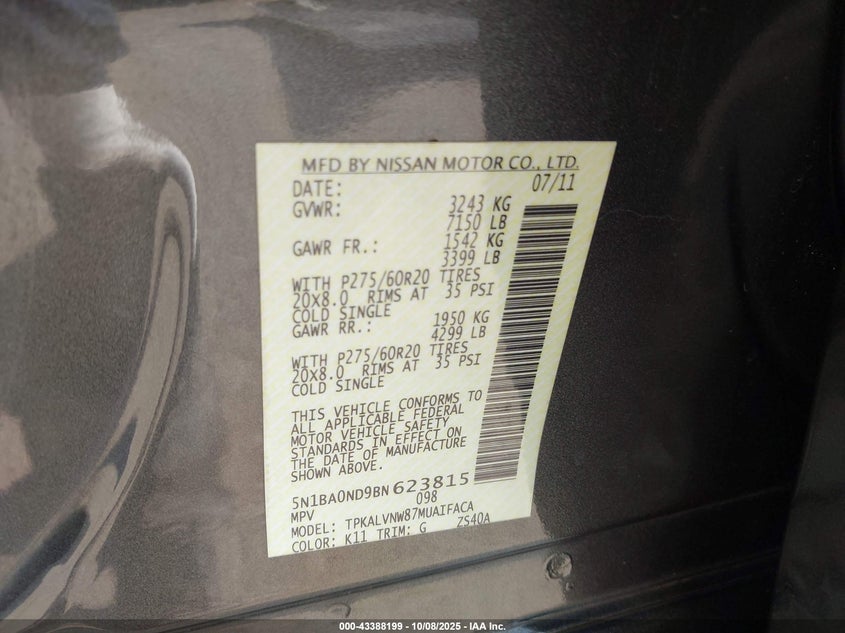 MFD BY NISSAN MOTOR CO., LTD.
DATE: 07/11
GVWR: 3243 KG
7150 LB
GAWR FR.: 1542 KG
3399 LB
WITH P275/60R20 TIRES
20X8.0 RIMS AT 35 PSI
COLD SINGLE
GAWR RR.: 1950 KG
4299 LB
WITH P275/60R20 TIRES
20X8.0 RIMS AT 35 PSI
COLD SINGLE
THIS VEHICLE CONFORMS TO
ALL APPLICABLE FEDERAL
MOTOR VEHICLE SAFETY
STANDARDS IN EFFECT ON
THE DATE OF MANUFACTURE
SHOWN ABOVE.
5N1BA0ND9BN 623815
MPV 098
MODEL: TPKALVNW87MUAIFACA
COLOR: K11 TRIM: G ZS40A
000-43388199 - 10/08/2025 - IAA Inc.